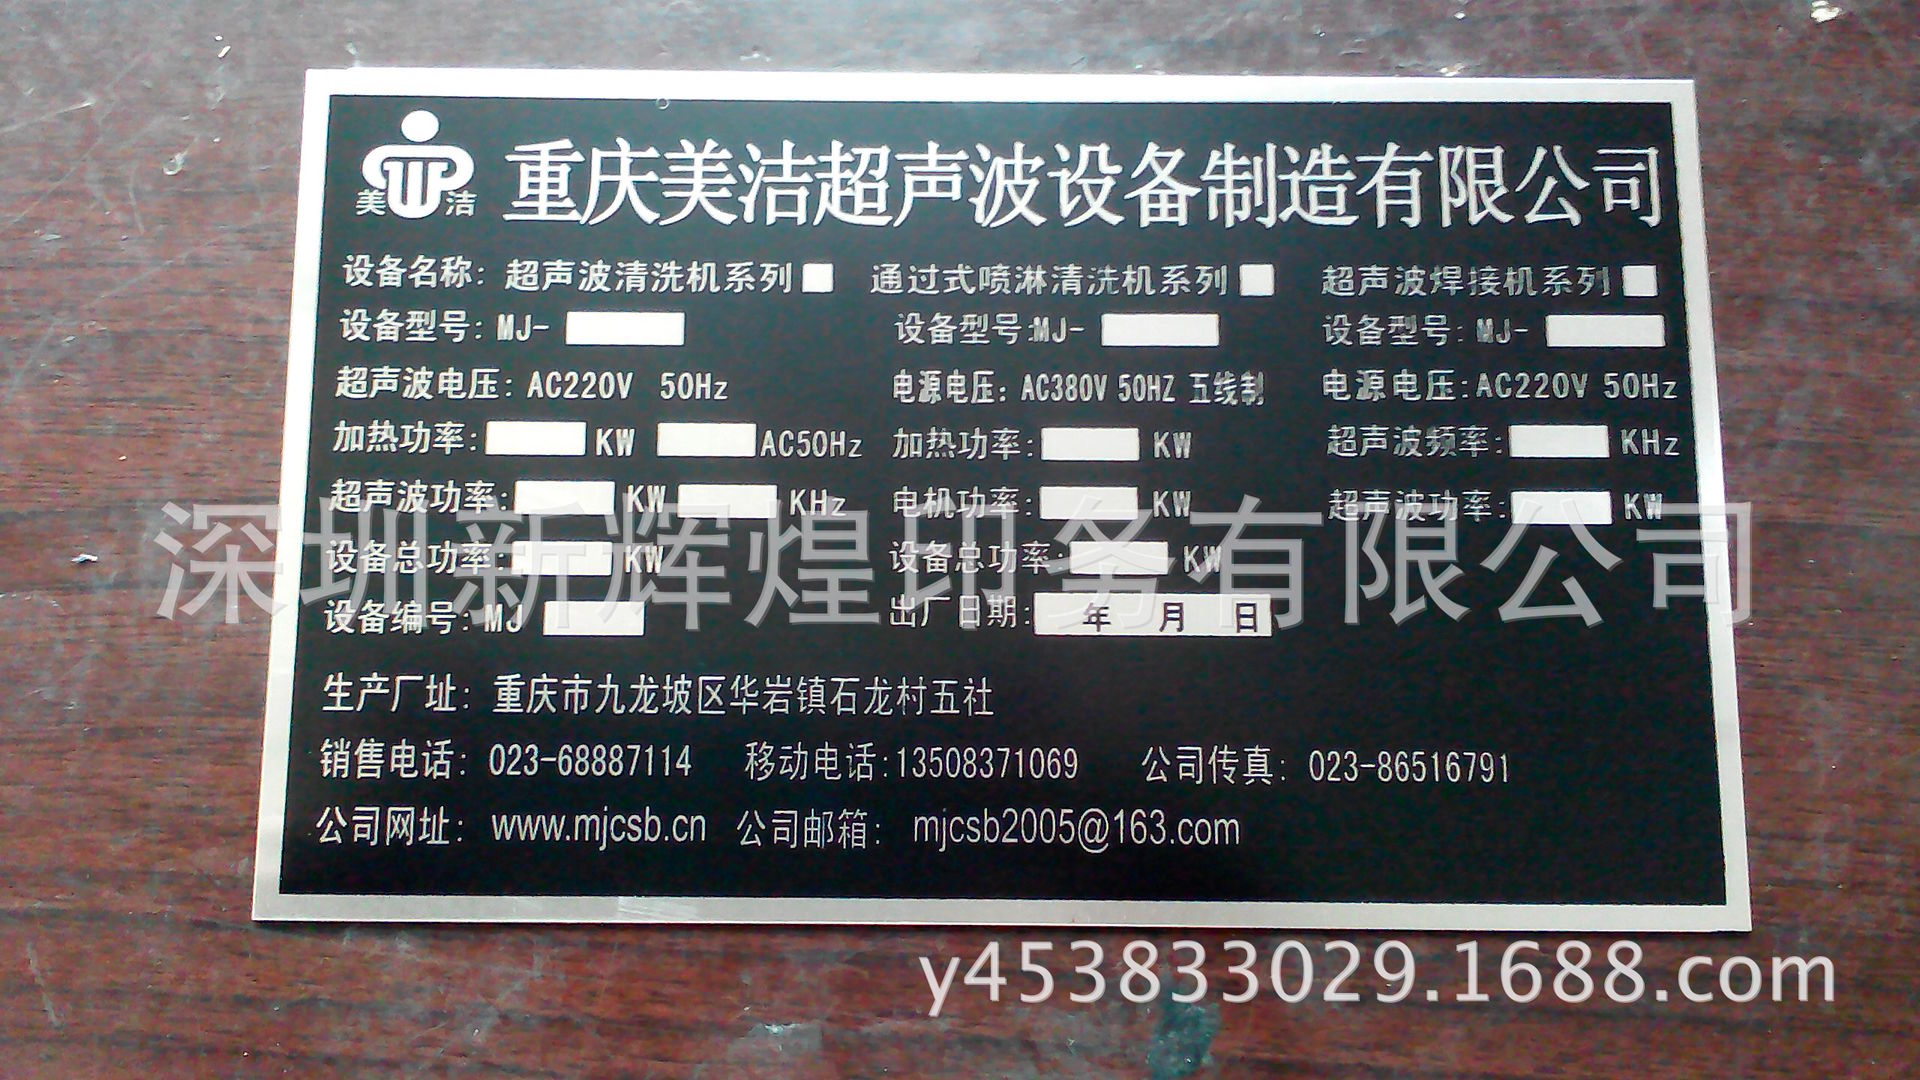 美洁 重庆美洁超声波设备制造有限公司
设备名称: 超声波清洗机系列 通过式喷淋清洗机系列 超声波焊接机系列
设备型号: MJ- 设备型号:MJ- 设备型号: MJ-
超声波电压: AC220V 50Hz 电源电压: AC380V 50HZ 五线制 电源电压:AC220V 50Hz
加热功率: KW AC50Hz 加热功率: KW 超声波频率: KHz
超声波功率: KW KHz 电机功率: KW 超声波功率: KW
深圳新辉煌印务有限公司
设备总功率: KW 设备总功率: KW
设备编号: MJ 出厂日期: 年 月 日
生产厂址: 重庆市九龙坡区华岩镇石龙村五社
销售电话: 023-68887114 移动电话:13508371069 公司传真: 023-86516791
公司网址: www.mjcsb.cn 公司邮箱: mjcsb2005@163.com
y453833029.1688.com